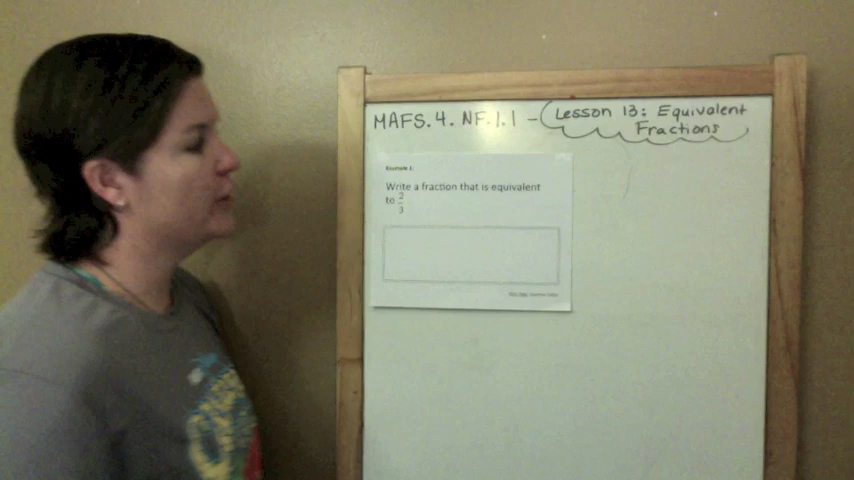 MAFS.4.NF.1.1 - Lesson 13: Equivalent
Fractions
Example 1:
Write a fraction that is equivalent
to 2/3